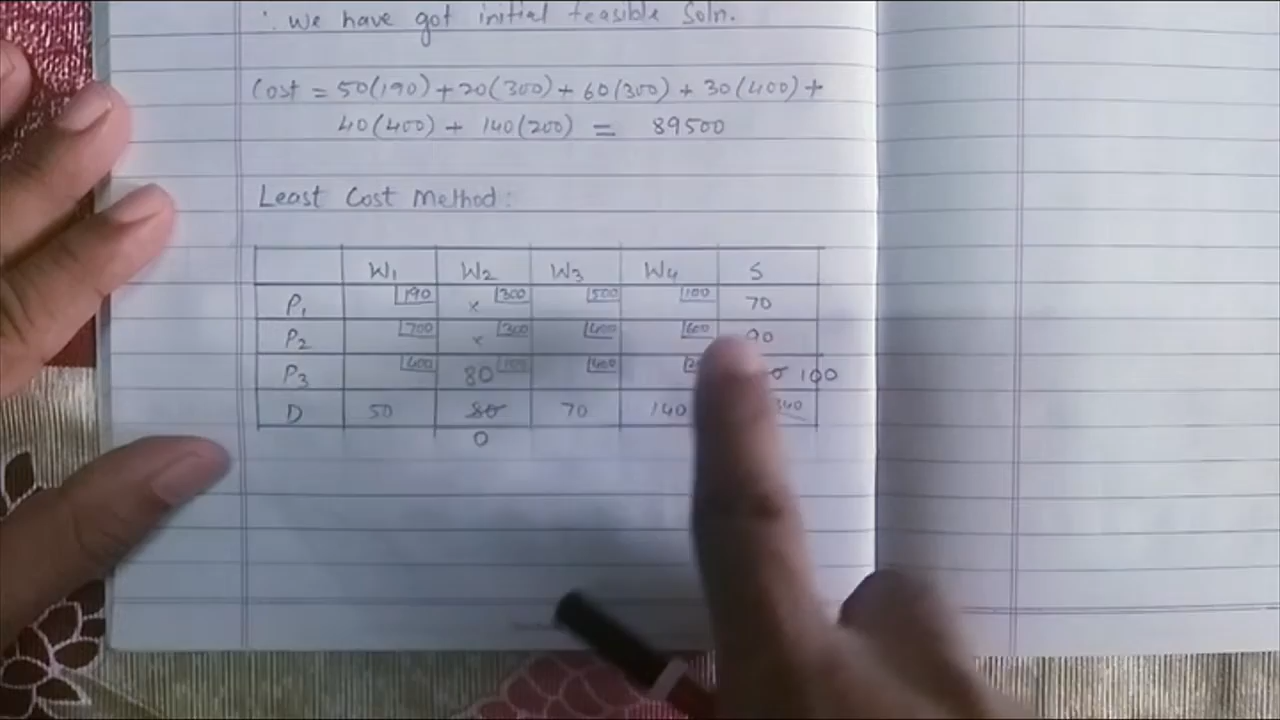 ∴ We have got initial feasible Soln.
Cost = 50(190) + 20(300) + 60(300) + 30(400) +
40(400) + 140(200) = 89500
Least Cost Method:
W1 W2 W3 W4 S
P1 190 × 300 500 100 70
P2 700 × 300 400 600 90
P3 400 80 100 400 100
D 50 80 70 140 340
0